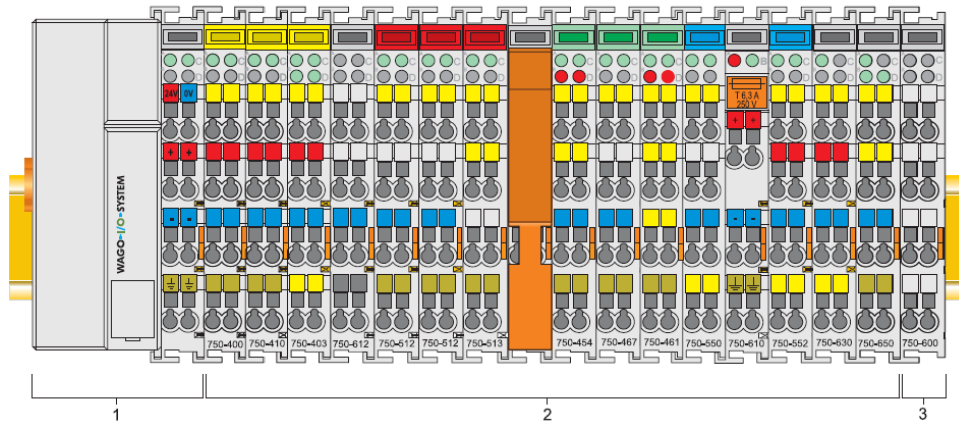 C C C C C C C C C C C C B C C C C
D D D D D D D D D D D D D D D D
24V 0V
T 6,3 A
250 V
+ +
+ +
- -
- -
WAGO-I/O-SYSTEM
750-400 750-410 750-403 750-612 750-512 750-512 750-513 750-454 750-467 750-461 750-550 750-610 750-552 750-630 750-650 750-600
1 2 3